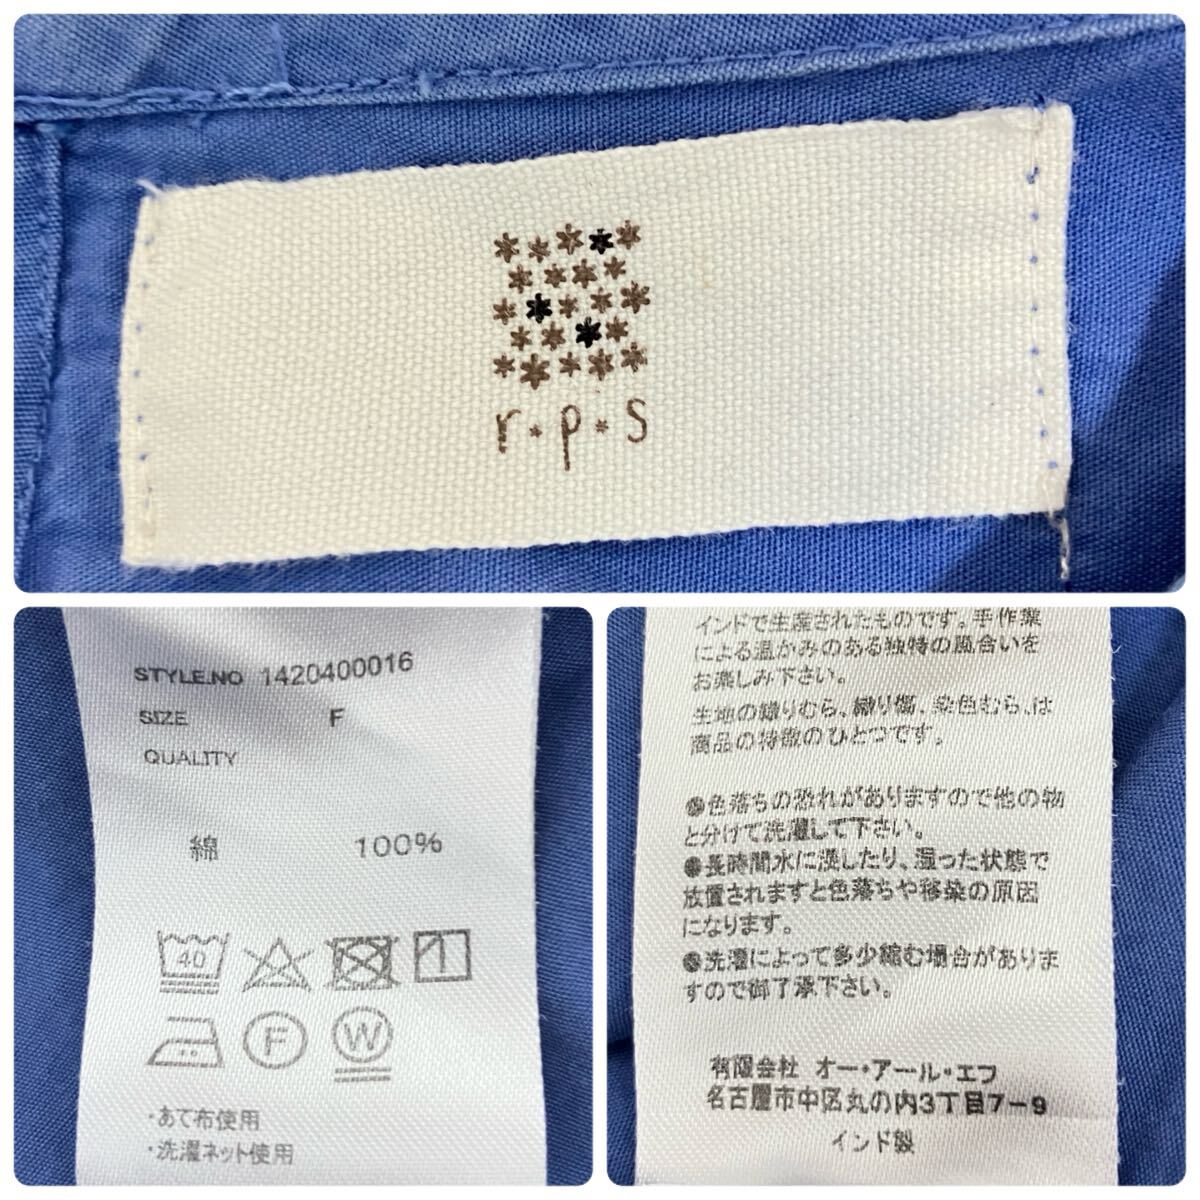 r.p.s
STYLE.NO 1420400016
SIZE F
QUALITY
綿 100%
40
F W
・あて布使用
・洗濯ネット使用
インドで生産されたものです。手作業
による温かみのある独特の風合いを
お楽しみ下さい。
生地の織りむら、織り傷、染色むら、は
商品の特徴のひとつです。
●色落ちの恐れがありますので他の物
と分けて洗濯して下さい。
●長時間水に浸したり、湿った状態で
放置されますと色落ちや移染の原因
になります。
●洗濯によって多少縮む場合がありま
すので御了承下さい。
有限会社 オー・アール・エフ
名古屋市中区丸の内3丁目7-9
インド製